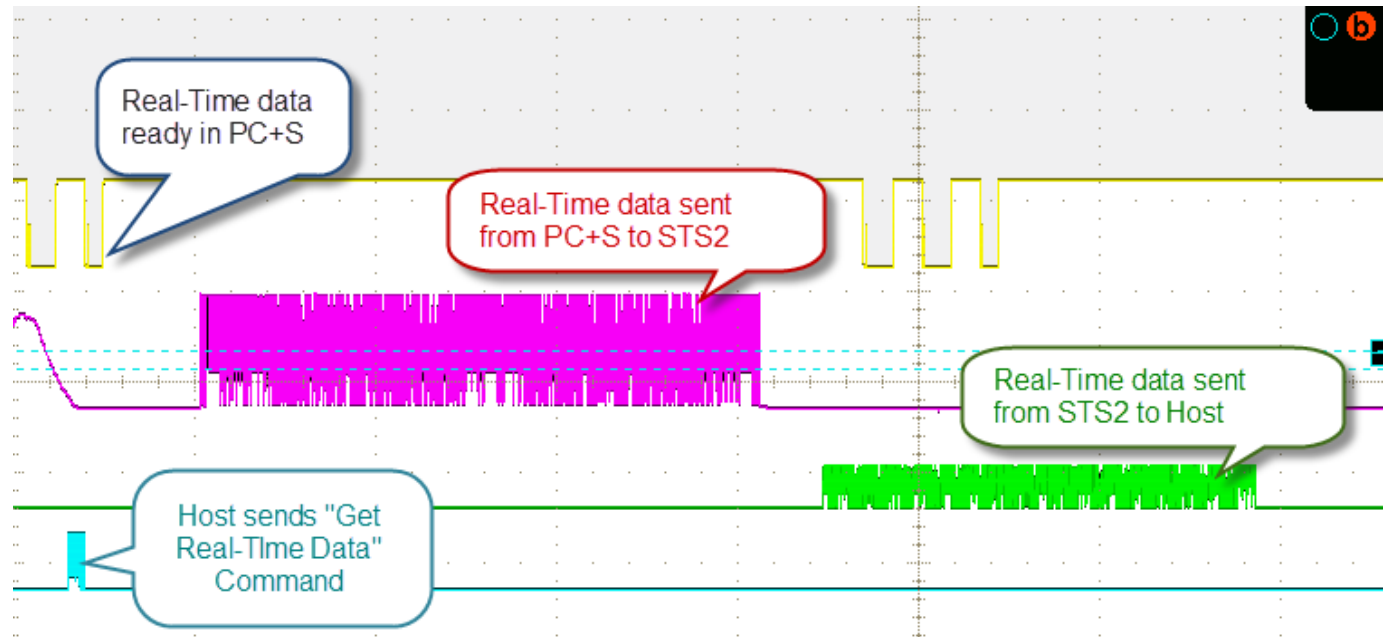 b
Real-Time data
ready in PC+S
Real-Time data sent
from PC+S to STS2
Real-Time data sent
from STS2 to Host
Host sends "Get
Real-TIme Data"
Command